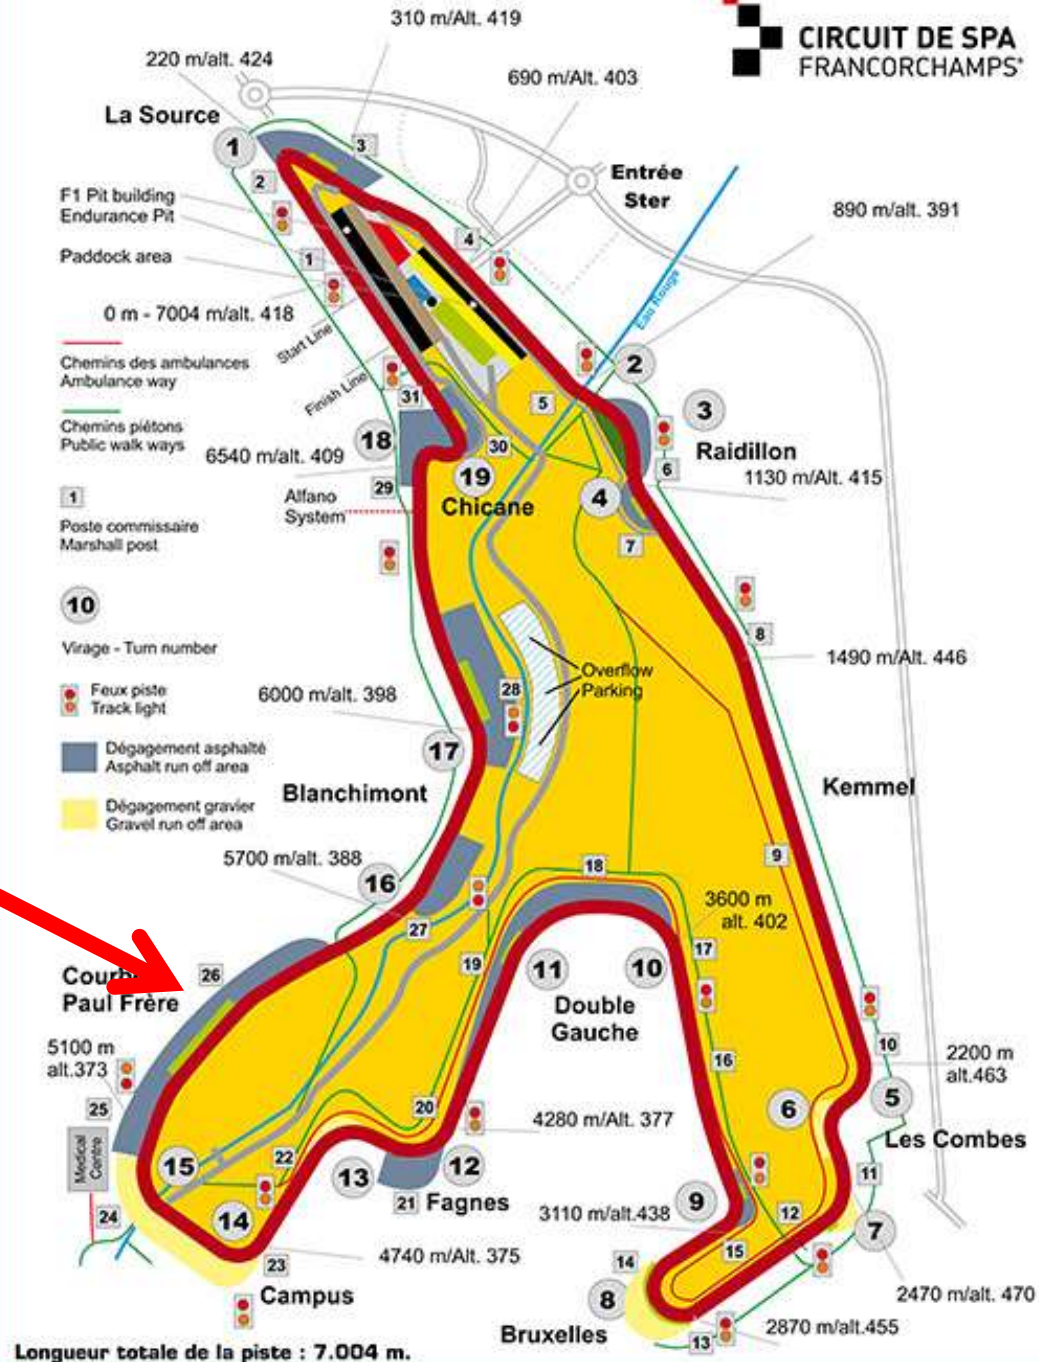 310 m/Alt. 419
CIRCUIT DE SPA
FRANCORCHAMPS
220 m/alt. 424
690 m/Alt. 403
La Source
1
3
2
Entrée
Ster
F1 Pit building
Endurance Pit
890 m/alt. 391
4
1
Paddock area
Eau Rouge
0 m - 7004 m/alt. 418
Start Line
2
Chemins des ambulances
Ambulance way
Finish Line
31
5
3
Chemins piétons
Public walk ways
18
30
Raidillon
6540 m/alt. 409
6
19
1130 m/Alt. 415
29
4
1
Alfano
System
Chicane
Poste commissaire
Marshall post
7
10
8
Virage - Turn number
1490 m/Alt. 446
Overflow
Parking
Feux piste
Track light
28
6000 m/alt. 398
17
Dégagement asphalté
Asphalt run off area
Blanchimont
Kemmel
Dégagement gravier
Gravel run off area
9
5700 m/alt. 388
18
16
3600 m
alt. 402
27
17
19
11
10
26
Paul Frère
Double
Gauche
5100 m
alt.373
10
2200 m
alt.463
16
5
25
20
6
4280 m/Alt. 377
Les Combes
Medical
Centre
22
15
13
12
11
21
Fagnes
9
24
14
3110 m/alt.438
12
7
4740 m/Alt. 375
15
23
14
Campus
8
2470 m/alt. 470
Bruxelles
2870 m/alt.455
13
Longueur totale de la piste : 7.004 m.